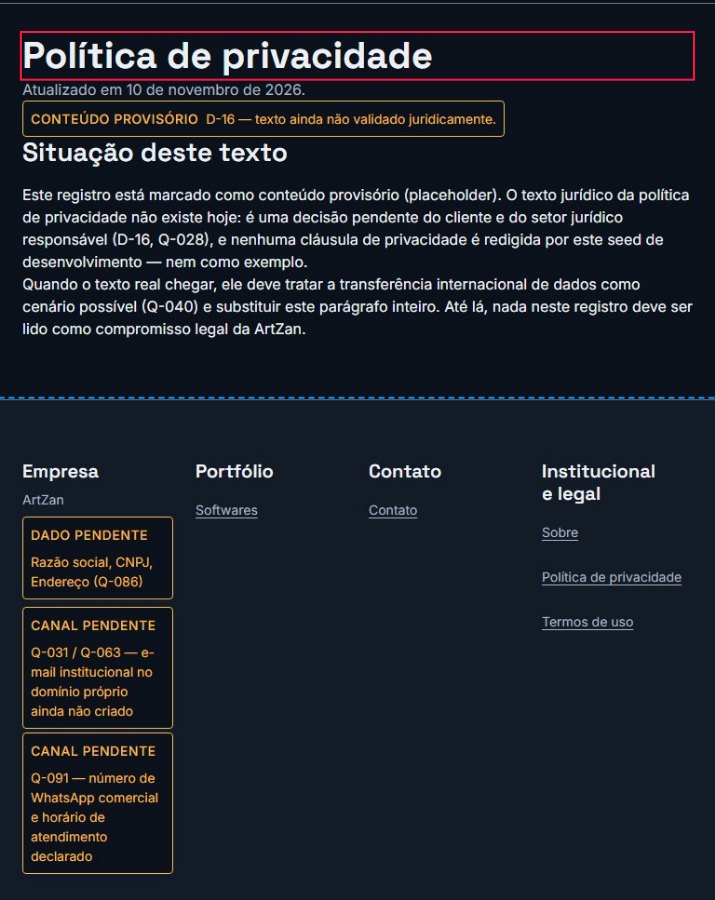 Política de privacidade
Atualizado em 10 de novembro de 2026.
CONTEÚDO PROVISÓRIO D-16 — texto ainda não validado juridicamente.
Situação deste texto
Este registro está marcado como conteúdo provisório (placeholder). O texto jurídico da política
de privacidade não existe hoje: é uma decisão pendente do cliente e do setor jurídico
responsável (D-16, Q-028), e nenhuma cláusula de privacidade é redigida por este seed de
desenvolvimento — nem como exemplo.
Quando o texto real chegar, ele deve tratar a transferência internacional de dados como
cenário possível (Q-040) e substituir este parágrafo inteiro. Até lá, nada neste registro deve ser
lido como compromisso legal da ArtZan.
Empresa
ArtZan
DADO PENDENTE
Razão social, CNPJ,
Endereço (Q-086)
CANAL PENDENTE
Q-031 / Q-063 — e-
mail institucional no
domínio próprio
ainda não criado
CANAL PENDENTE
Q-091 — número de
WhatsApp comercial
e horário de
atendimento
declarado
Portfólio
Softwares
Contato
Contato
Institucional
e legal
Sobre
Política de privacidade
Termos de uso